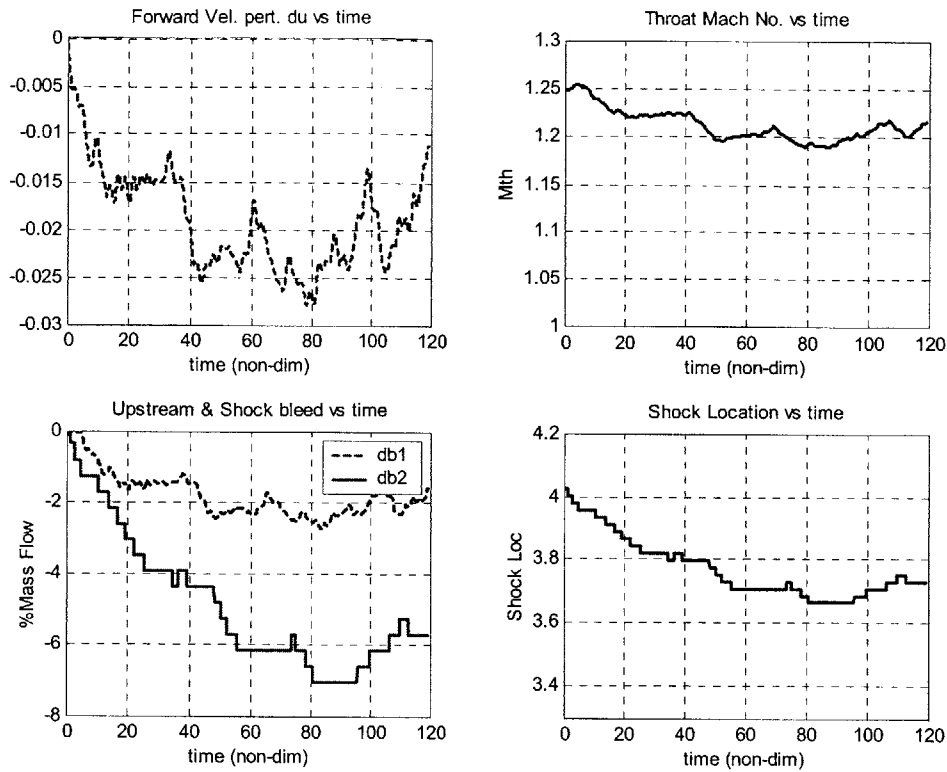 Forward Vel. pert. du vs time
0
-0.005
-0.01
-0.015
-0.02
-0.025
-0.03
0 20 40 60 80 100 120
time (non-dim)
Throat Mach No. vs time
1.3
1.25
1.2
1.15
1.1
1.05
1
Mth
0 20 40 60 80 100 120
time (non-dim)
Upstream & Shock bleed vs time
0
-2
-4
-6
-8
%Mass Flow
db1
db2
0 20 40 60 80 100 120
time (non-dim)
Shock Location vs time
4.2
4
3.8
3.6
3.4
Shock Loc
0 20 40 60 80 100 120
time (non-dim)